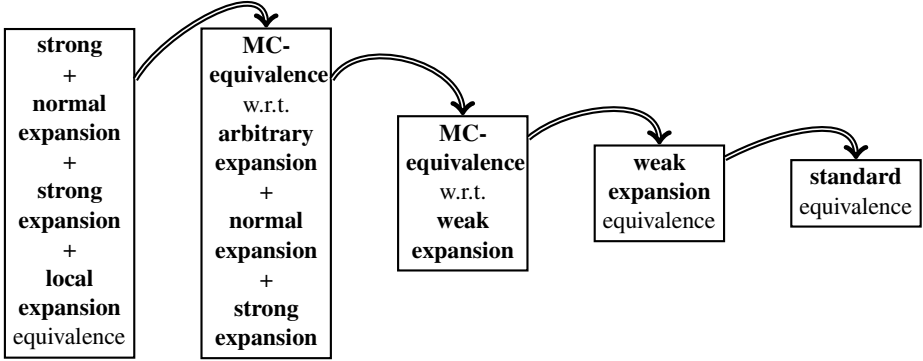 strong
+
normal
expansion
+
strong
expansion
+
local
expansion
equivalence
MC-
equivalence
w.r.t.
arbitrary
expansion
+
normal
expansion
+
strong
expansion
MC-
equivalence
w.r.t.
weak
expansion
weak
expansion
equivalence
standard
equivalence